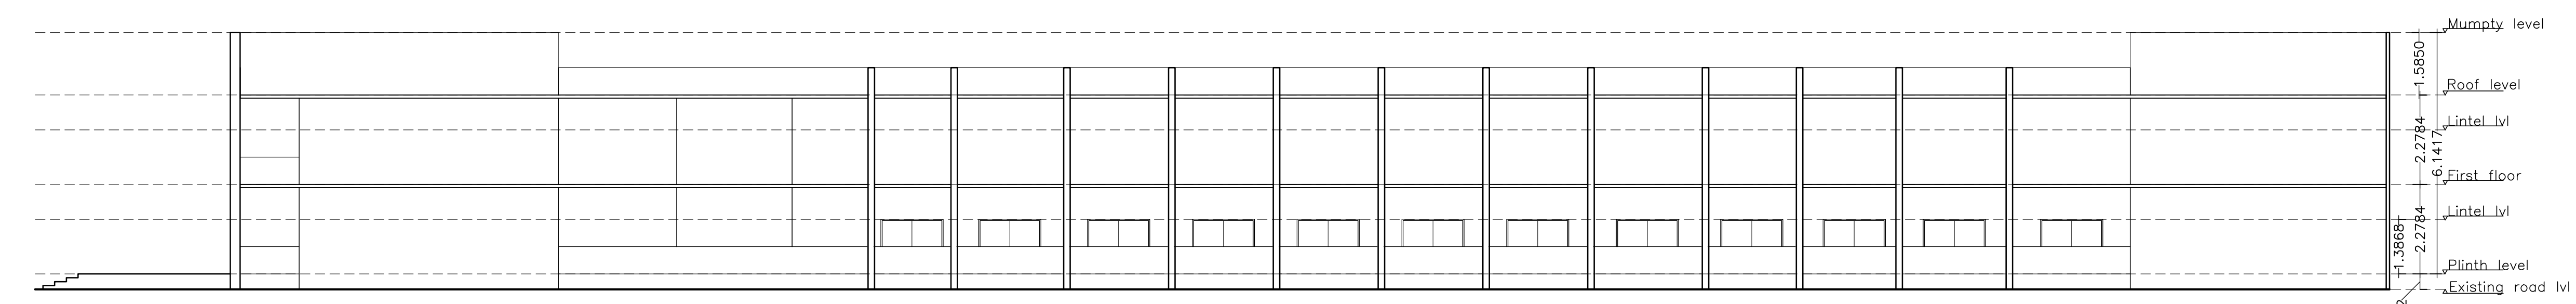 Mumpty level
1.5850
Roof level
Lintel lvl
2.2784
6.1417
First floor
Lintel lvl
2.2784
1.3868
Plinth level
Existing road lvl